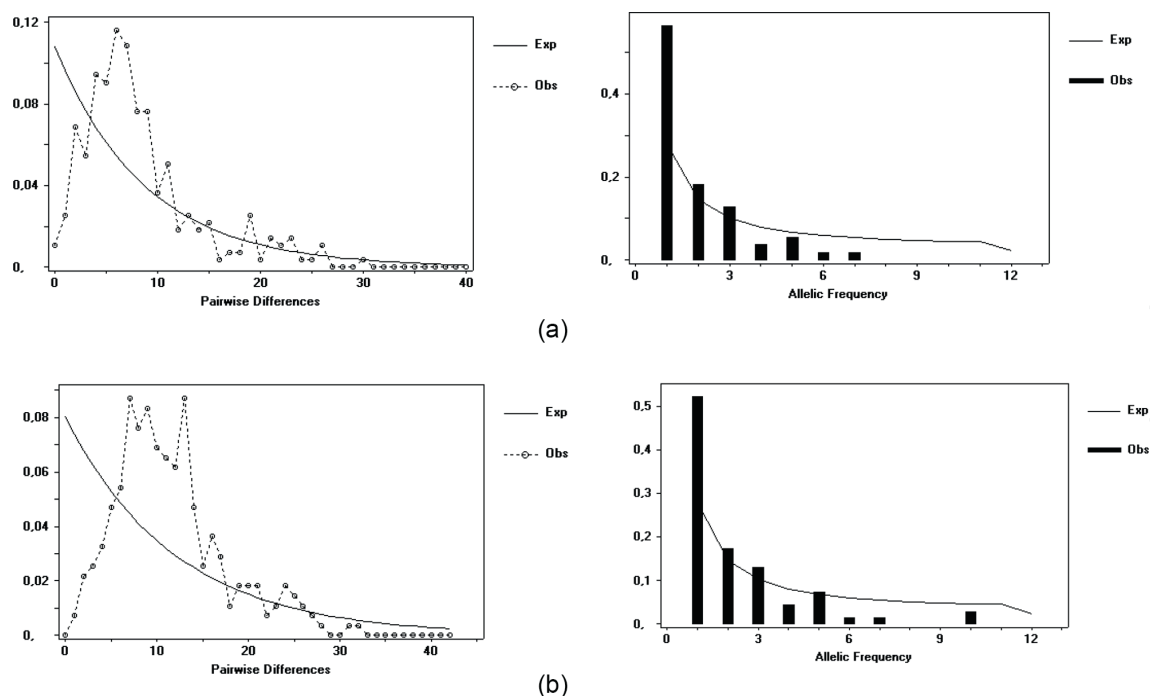 0,12
0,08
0,04
0,
0 10 20 30 40
Pairwise Differences
Exp
Obs
0,4
0,2
0,
0 3 6 9 12
Allelic Frequency
Exp
Obs
(a)
0,08
0,06
0,04
0,02
0,
0 10 20 30 40
Pairwise Differences
Exp
Obs
0,5
0,4
0,3
0,2
0,1
0,
0 3 6 9 12
Allelic Frequency
Exp
Obs
(b)